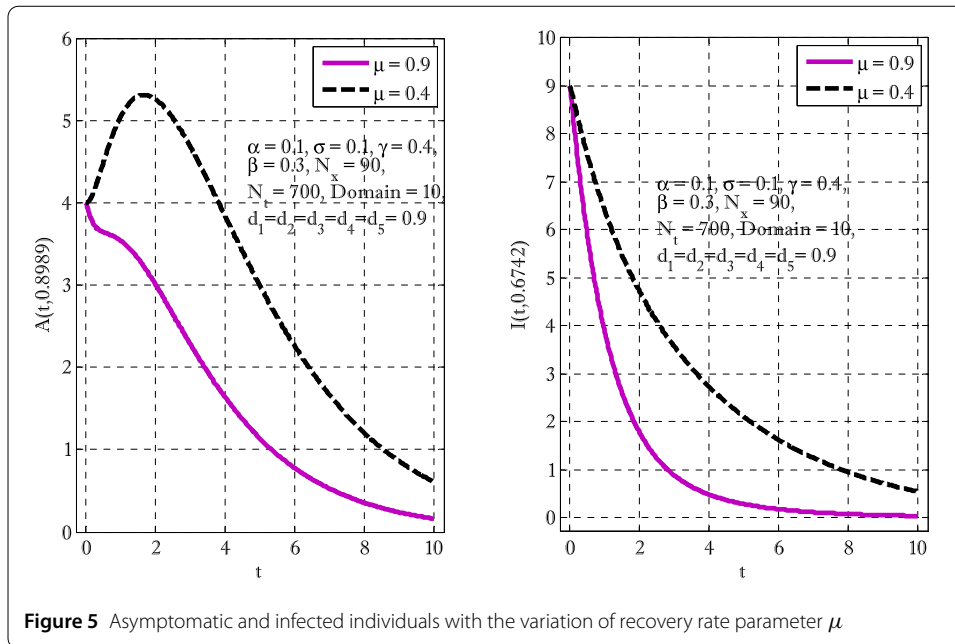 6
5
4
3
2
1
0
0 2 4 6 8 10
t
A(t,0.8989)
μ = 0.9
μ = 0.4
α = 0.1, σ = 0.1, γ = 0.4,
β = 0.3, N_x = 90,
N_t = 700, Domain = 10,
d_1=d_2=d_3=d_4=d_5= 0.9
10
9
8
7
6
5
4
3
2
1
0
0 2 4 6 8 10
t
I(t,0.6742)
μ = 0.9
μ = 0.4
α = 0.1, σ = 0.1, γ = 0.4,
β = 0.3, N_x = 90,
N_t = 700, Domain = 10,
d_1=d_2=d_3=d_4=d_5= 0.9
Figure 5 Asymptomatic and infected individuals with the variation of recovery rate parameter μ